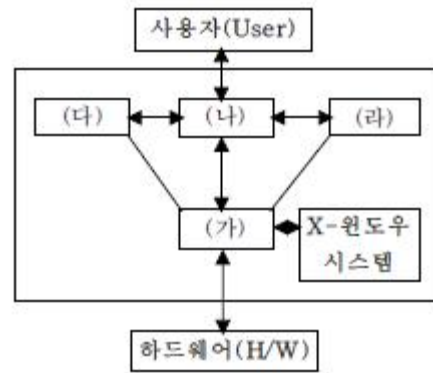 사용자(User)
(다)
(나)
(라)
(가)
X-윈도우
시스템
하드웨어(H/W)